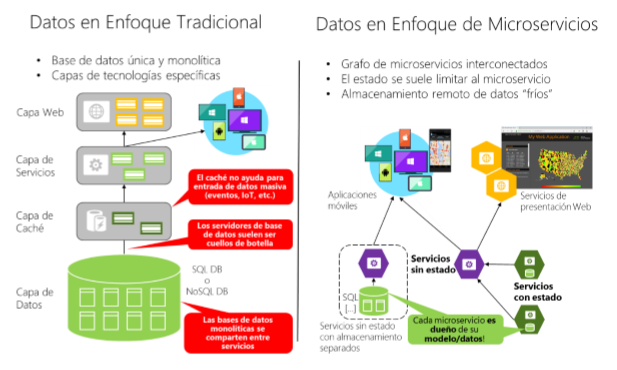 Datos en Enfoque Tradicional
• Base de datos única y monolítica
• Capas de tecnologías específicas
Capa Web
Capa de
Servicios
El caché no ayuda para
entrada de datos masiva
(eventos, IoT, etc.)
Capa de
Caché
Los servidores de base
de datos suelen ser
cuellos de botella
Capa de
Datos
SQL DB
o
NoSQL DB
Las bases de datos
monolíticas se
comparten entre
servicios
Datos en Enfoque de Microservicios
• Grafo de microservicios interconectados
• El estado se suele limitar al microservicio
• Almacenamiento remoto de datos “fríos”
My Web Application
Aplicaciones
móviles
Servicios de
presentación Web
Servicios
sin estado
Servicios
con estado
SQL
[...]
Servicios sin estado
con almacenamiento
separados
Cada microservicio es
dueño de su
modelo/datos!